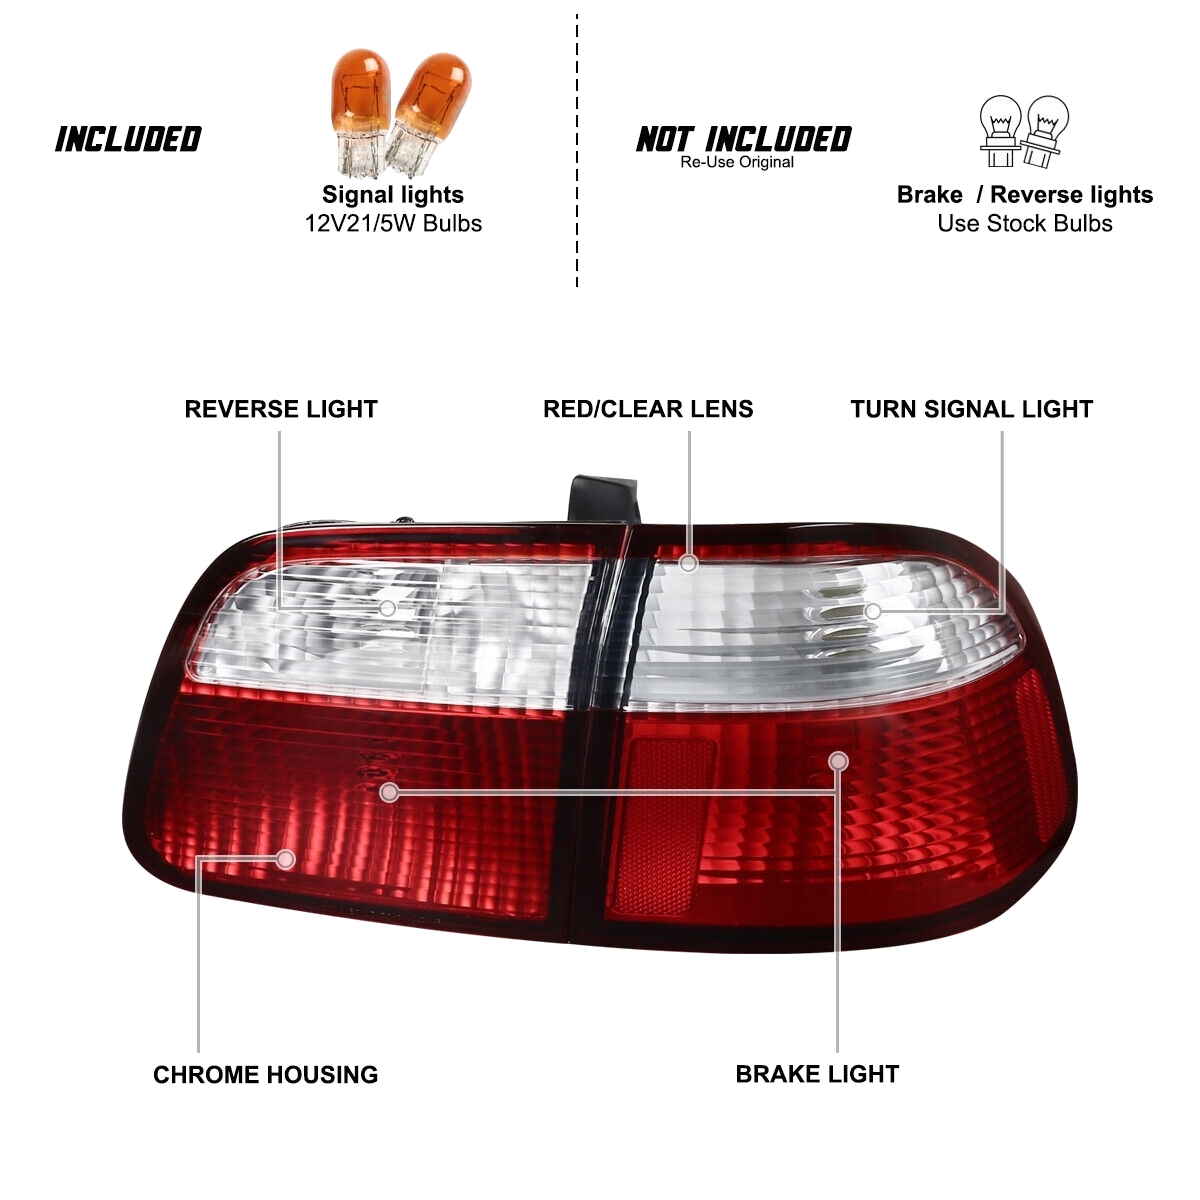 INCLUDED
Signal lights
12V21/5W Bulbs
NOT INCLUDED
Re-Use Original
Brake / Reverse lights
Use Stock Bulbs
REVERSE LIGHT
RED/CLEAR LENS
TURN SIGNAL LIGHT
CHROME HOUSING
BRAKE LIGHT